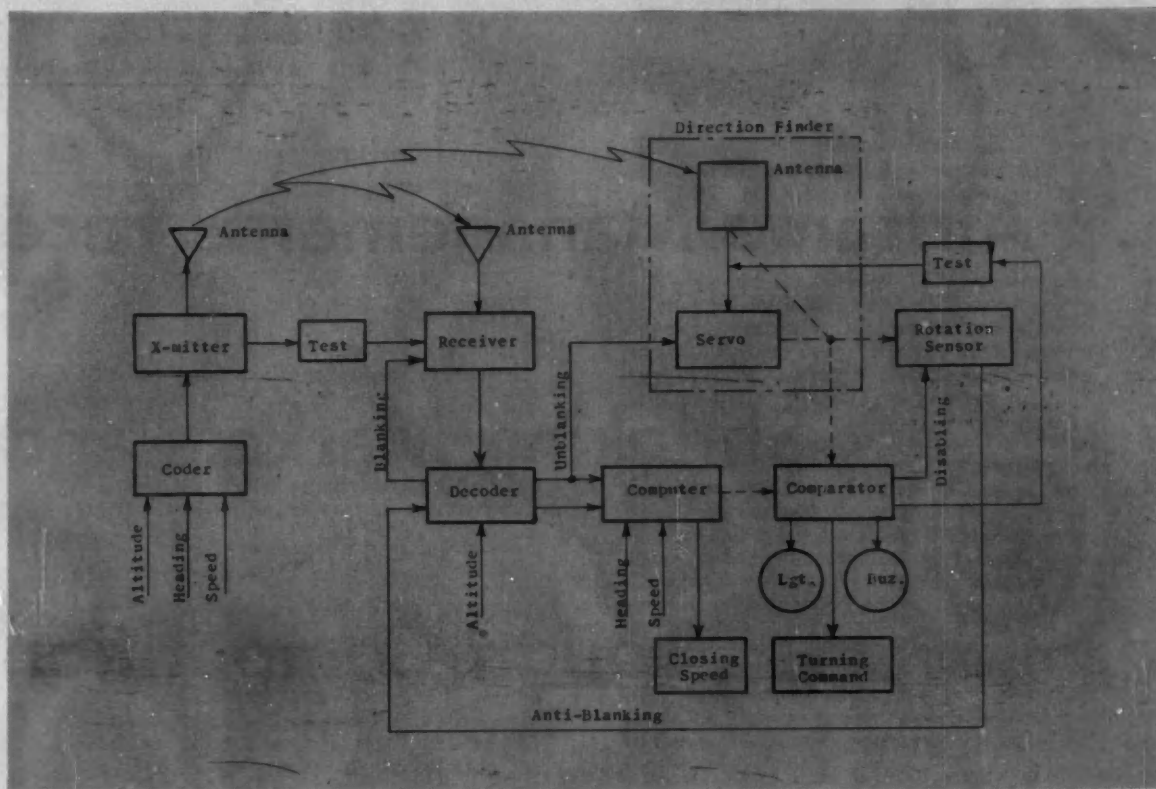 Direction Finder
Antenna
Antenna
Antenna
Test
X-mitter
Test
Receiver
Servo
Rotation
Sensor
Blanking
Unblanking
Disabling
Coder
Decoder
Computer
Comparator
Altitude
Heading
Speed
Altitude
Heading
Speed
Lgt.
Buz.
Closing
Speed
Turning
Command
Anti-Blanking